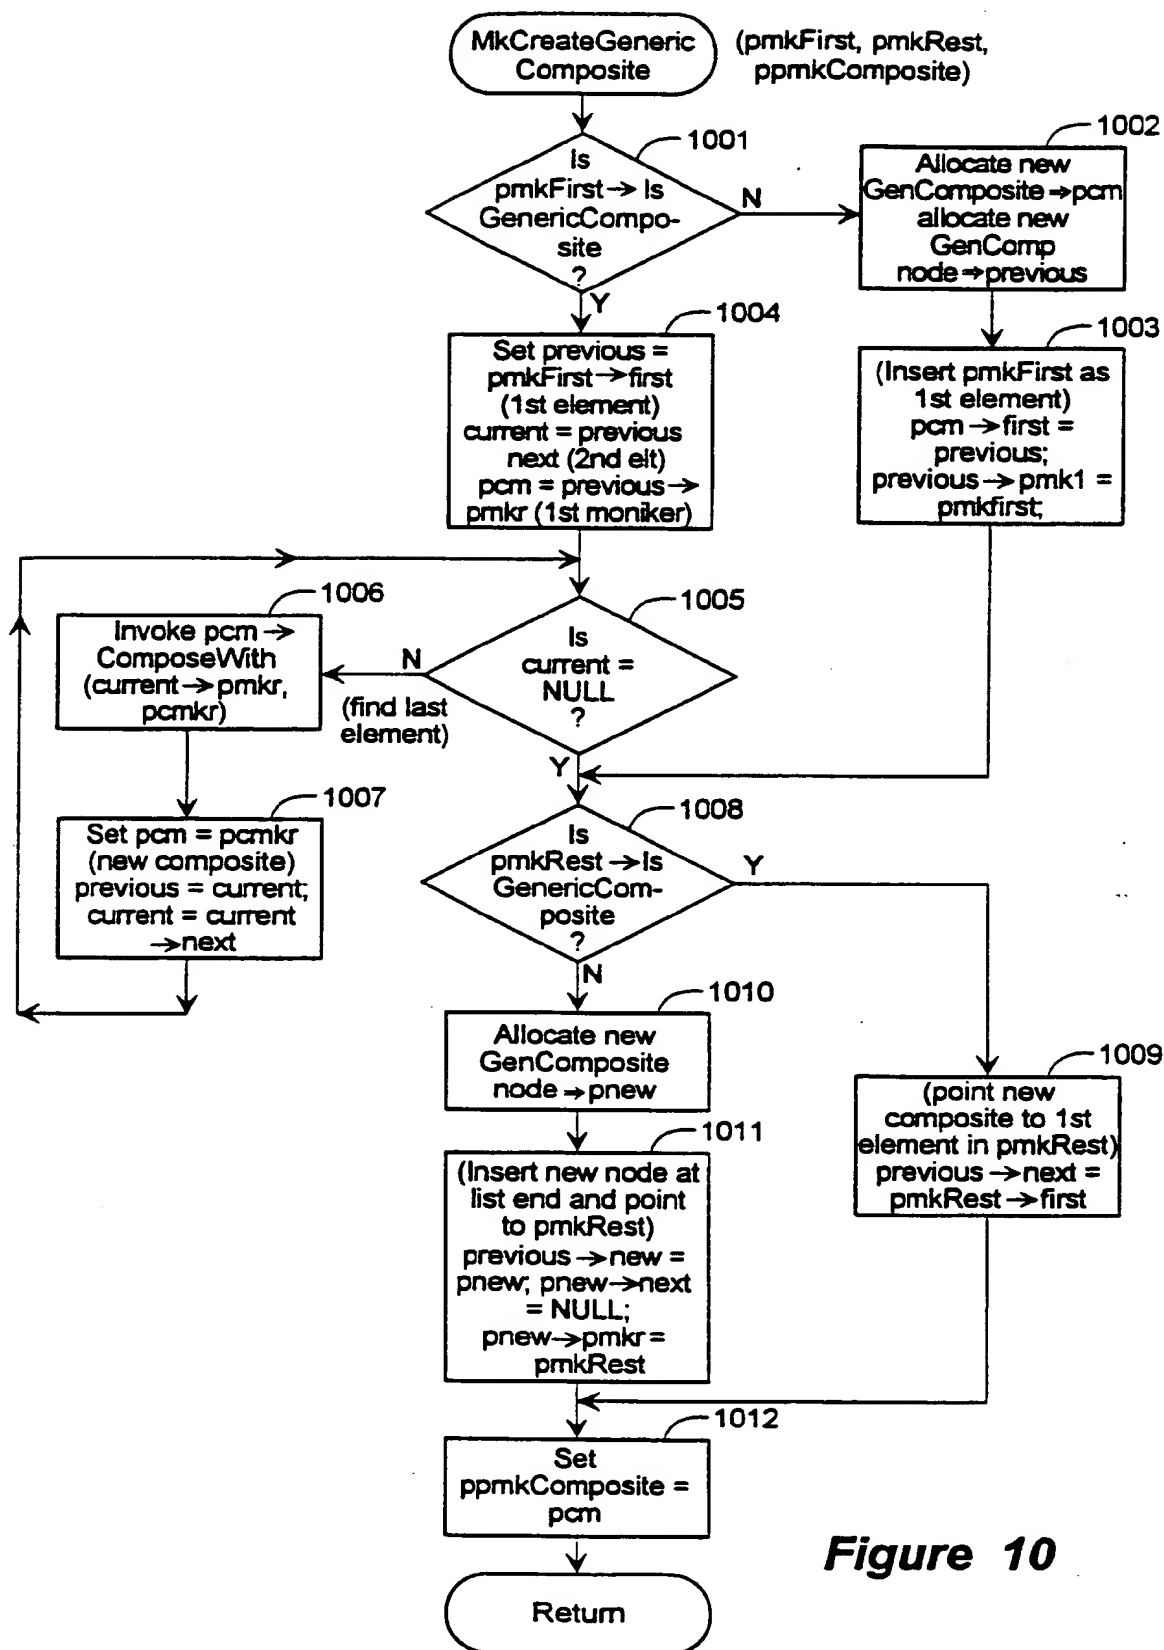 MkCreateGeneric
Composite
(pmkFirst, pmkRest,
ppmkComposite)
1001
Is
pmkFirst → Is
GenericCompo-
site
?
N
Y
1002
Allocate new
GenComposite ➔ pcm
allocate new
GenComp
node ➔ previous
1003
(Insert pmkFirst as
1st element)
pcm → first =
previous;
previous → pmk1 =
pmkfirst;
1004
Set previous =
pmkFirst → first
(1st element)
current = previous
next (2nd elt)
pcm = previous →
pmkr (1st moniker)
1005
Is
current =
NULL
?
N
(find last
element)
Y
1006
Invoke pcm →
ComposeWith
(current → pmkr,
pcmkr)
1007
Set pcm = pcmkr
(new composite)
previous = current;
current = current
→ next
1008
Is
pmkRest → Is
GenericCom-
posite
?
Y
N
1009
(point new
composite to 1st
element in pmkRest)
previous → next =
pmkRest → first
1010
Allocate new
GenComposite
node → pnew
1011
(Insert new node at
list end and point
to pmkRest)
previous → new =
pnew; pnew → next
= NULL;
pnew → pmkr =
pmkRest
1012
Set
ppmkComposite =
pcm
Return
Figure 10